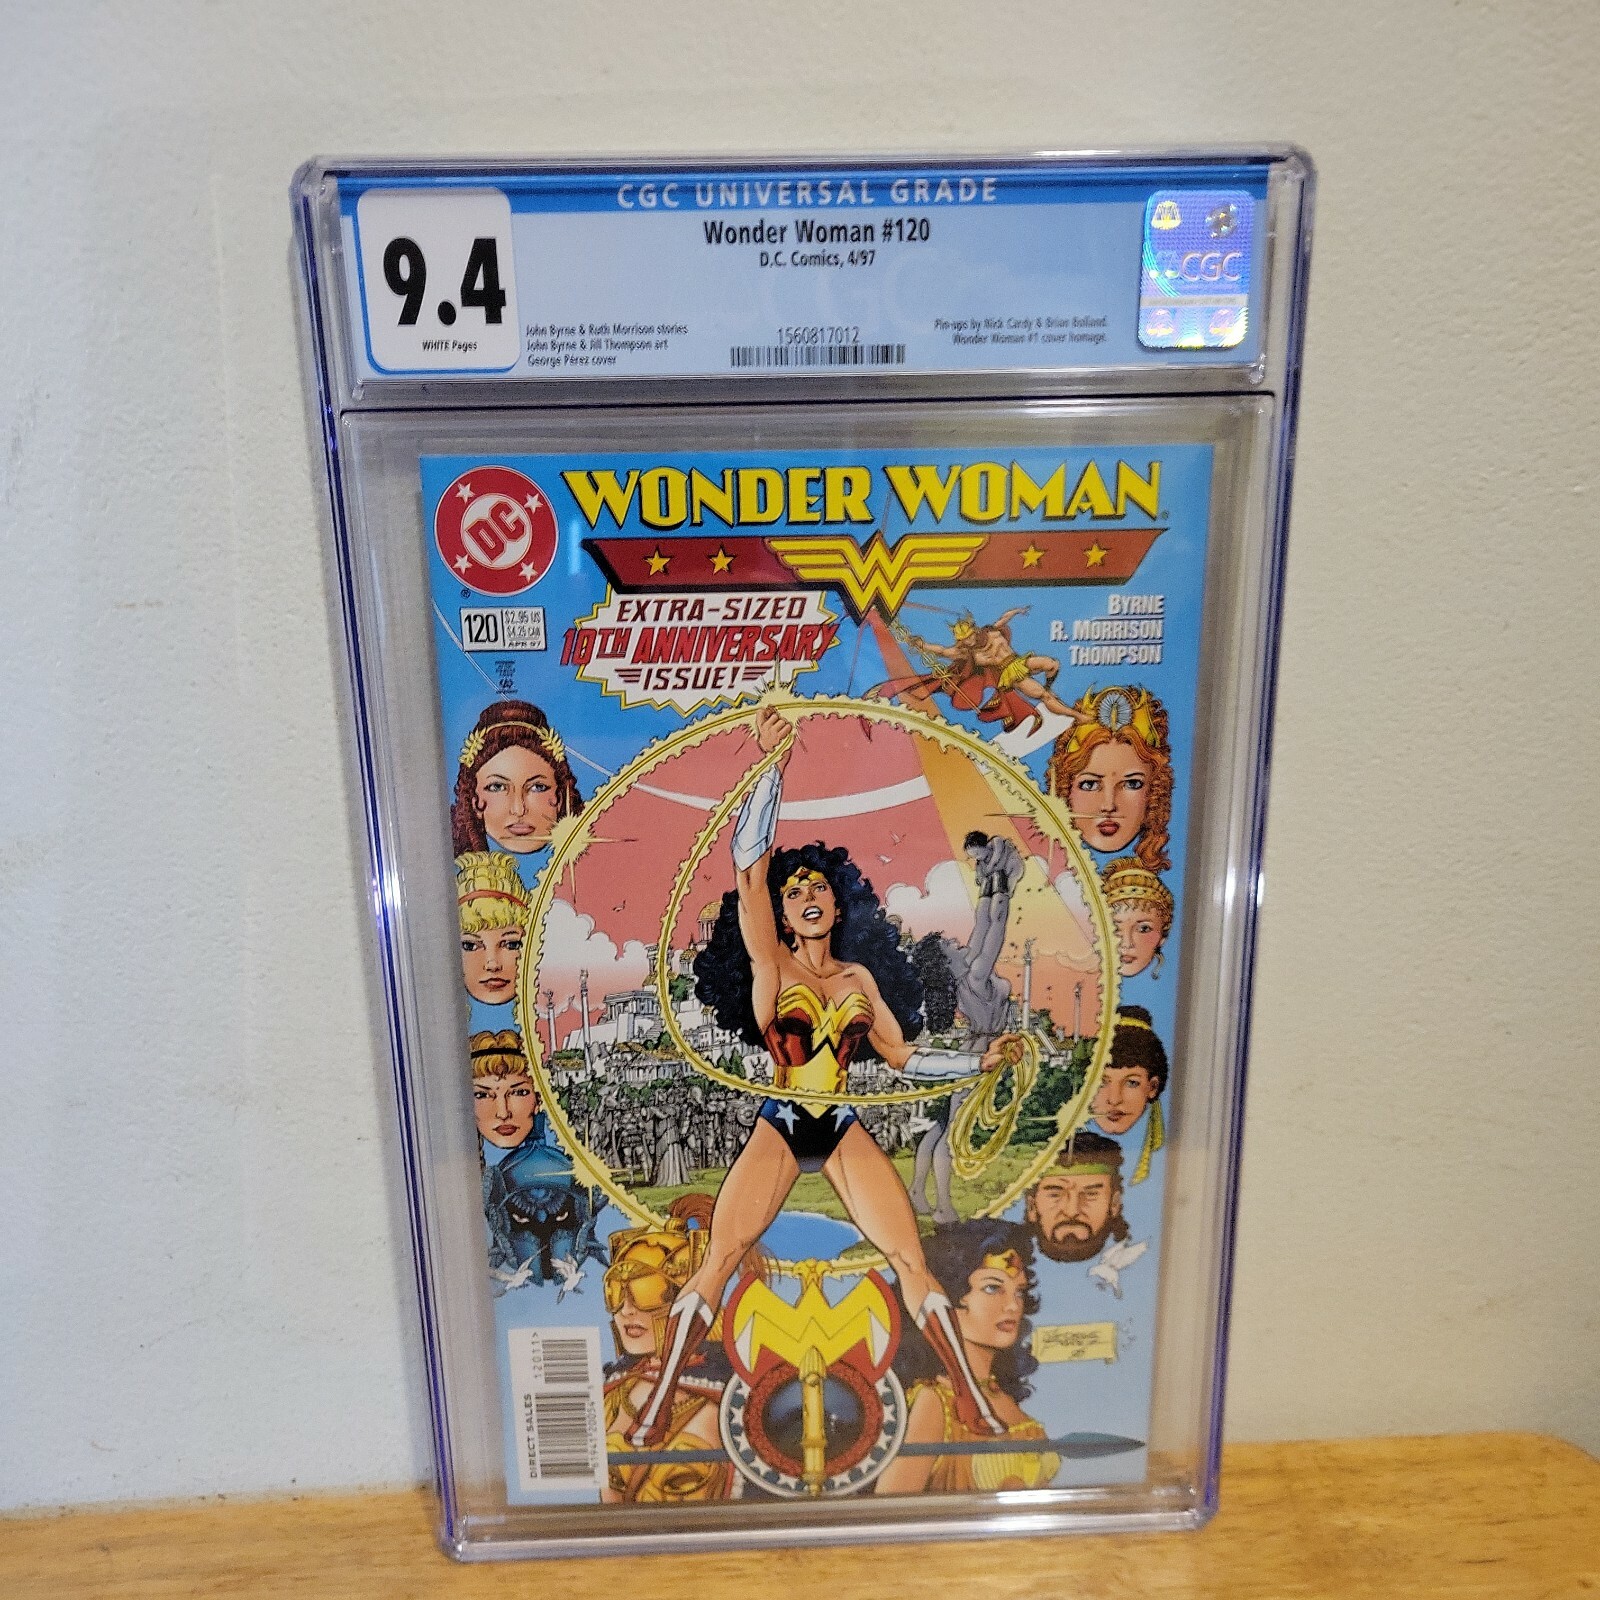 CGC UNIVERSAL GRADE
9.4
WHITE Pages
Wonder Woman #120
D.C. Comics, 4/97
John Byrne & Ruth Morrison stories
John Byrne & Jill Thompson art
George Pérez cover
1560817012
Pin-ups by Nick Cardy & Brian Bolland.
Wonder Woman #1 cover homage.
CGC
DC
WONDER WOMAN
120
$2.95 US
$4.25 CAN
APR 97
EXTRA-SIZED
10TH ANNIVERSARY
ISSUE!
BYRNE
R. MORRISON
THOMPSON
DIRECT SALES
12011>
61941 20054